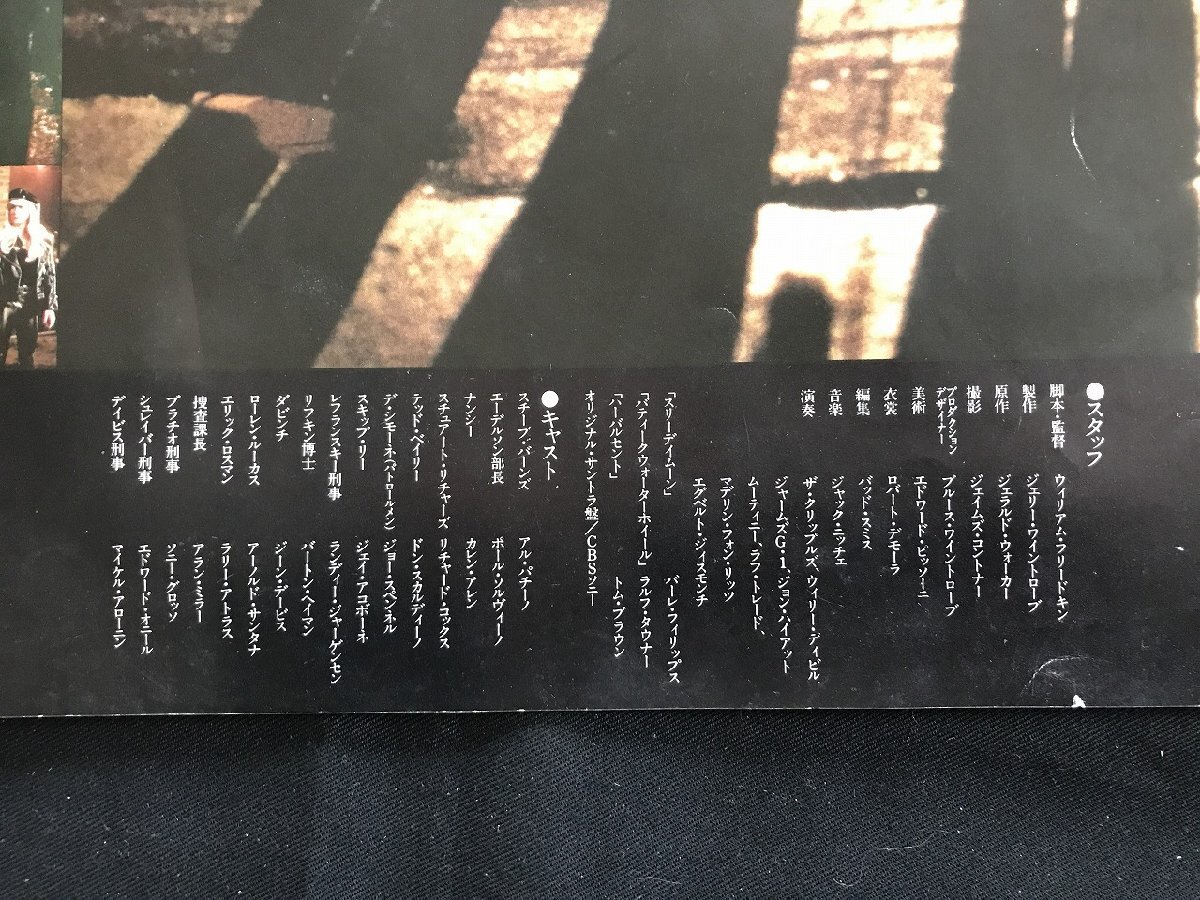 ●スタッフ
脚本・監督 ウィリアム・フリードキン
製作 ジェリー・ワイントローブ
原作 ジェラルド・ウォーカー
撮影 ジェイムズ・コントナー
プロダクションデザイナー ブルース・ワイントローブ
美術 エドワード・ピッソーニ
衣裳 ロバート・デモーラ
編集 バッド・スミス
音楽 ジャック・ニッチェ
演奏 ザ・クリップルズ、ウィリー・ディビル
ジャームズG・1、ジョン・ハイアット
ムーティニー、ラフ・トレード、
マデリン・フォン・リッツ
エグベルト・ジイスモンチ
「スリーデイムーン」 バーレ・フィリップス
「マスティークウォーターホイール」 ラルフ・タウナー
「ハーバルセント」 トム・ブラウン
オリジナル・サントラ盤/CBSソニー
●キャスト
スチーブ・バーンズ アル・パチーノ
エーデルソン部長 ポール・ソルヴィーノ
ナンシー カレン・アレン
スチュアート・リチャーズ リチャード・コックス
テッド・ベイリー ドン・スカルディーノ
デ・シモーネ(パトロールメン) ジョー・スペンネル
スキップ・リー ジェイ・アコボーネ
レフランスキー刑事 ランディー・ジャーゲンセン
リフキン博士 バートン・ヘイマン
ダビンチ ジーン・デービス
ローレン・ルーカス アーノルド・サンタナ
エリック・ロスマン ラリー・アトラス
捜査課長 アラン・ミラー
ブラチオ刑事 ソニー・グロッソ
シュレイバー刑事 エドワード・オニール
デイビス刑事 マイケル・アローニン